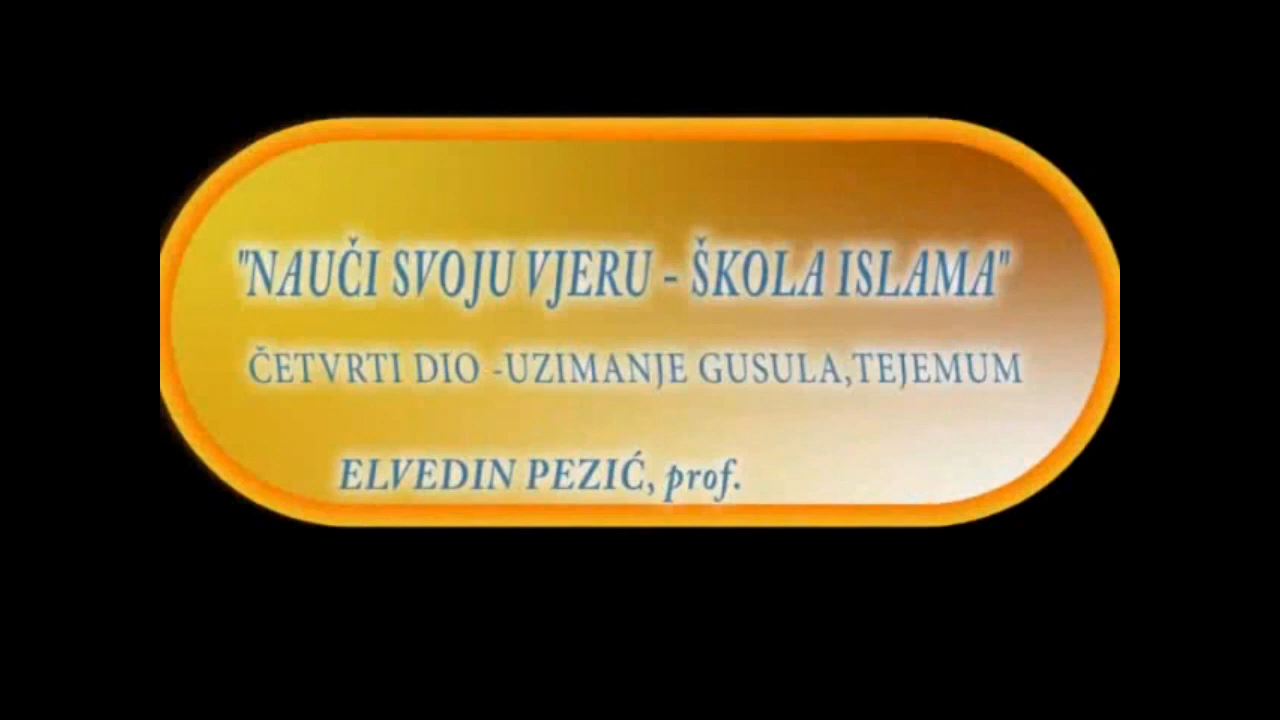 "NAUČI SVOJU VJERU - ŠKOLA ISLAMA"
ČETVRTI DIO -UZIMANJE GUSULA,TEJEMUM
ELVEDIN PEZIĆ, prof.